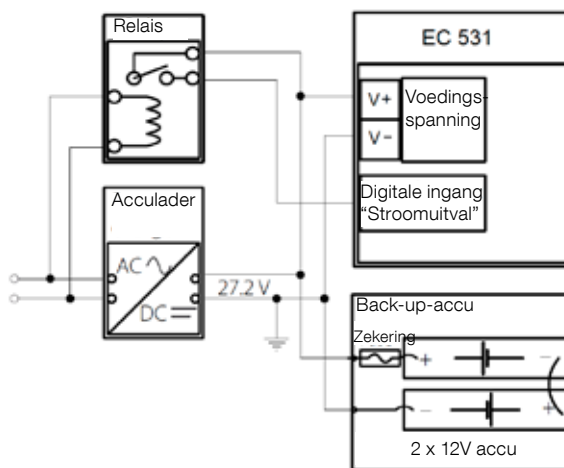 Relais
EC 531
V+
Voedings-
spanning
V-
Digitale ingang
"Stroomuitval"
Acculader
AC
DC
27.2 V
Back-up-accu
Zekering
+
-
-
+
2 x 12V accu